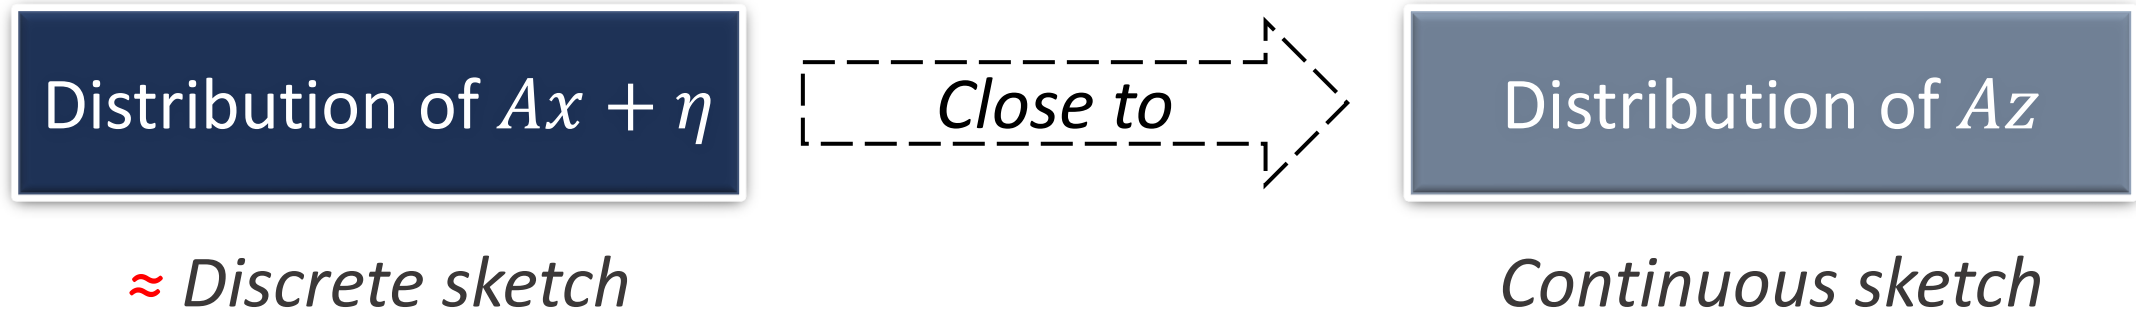 Distribution of 𝐴𝑥 + 𝜂
Close to
Distribution of 𝐴𝑧
≈ Discrete sketch
Continuous sketch